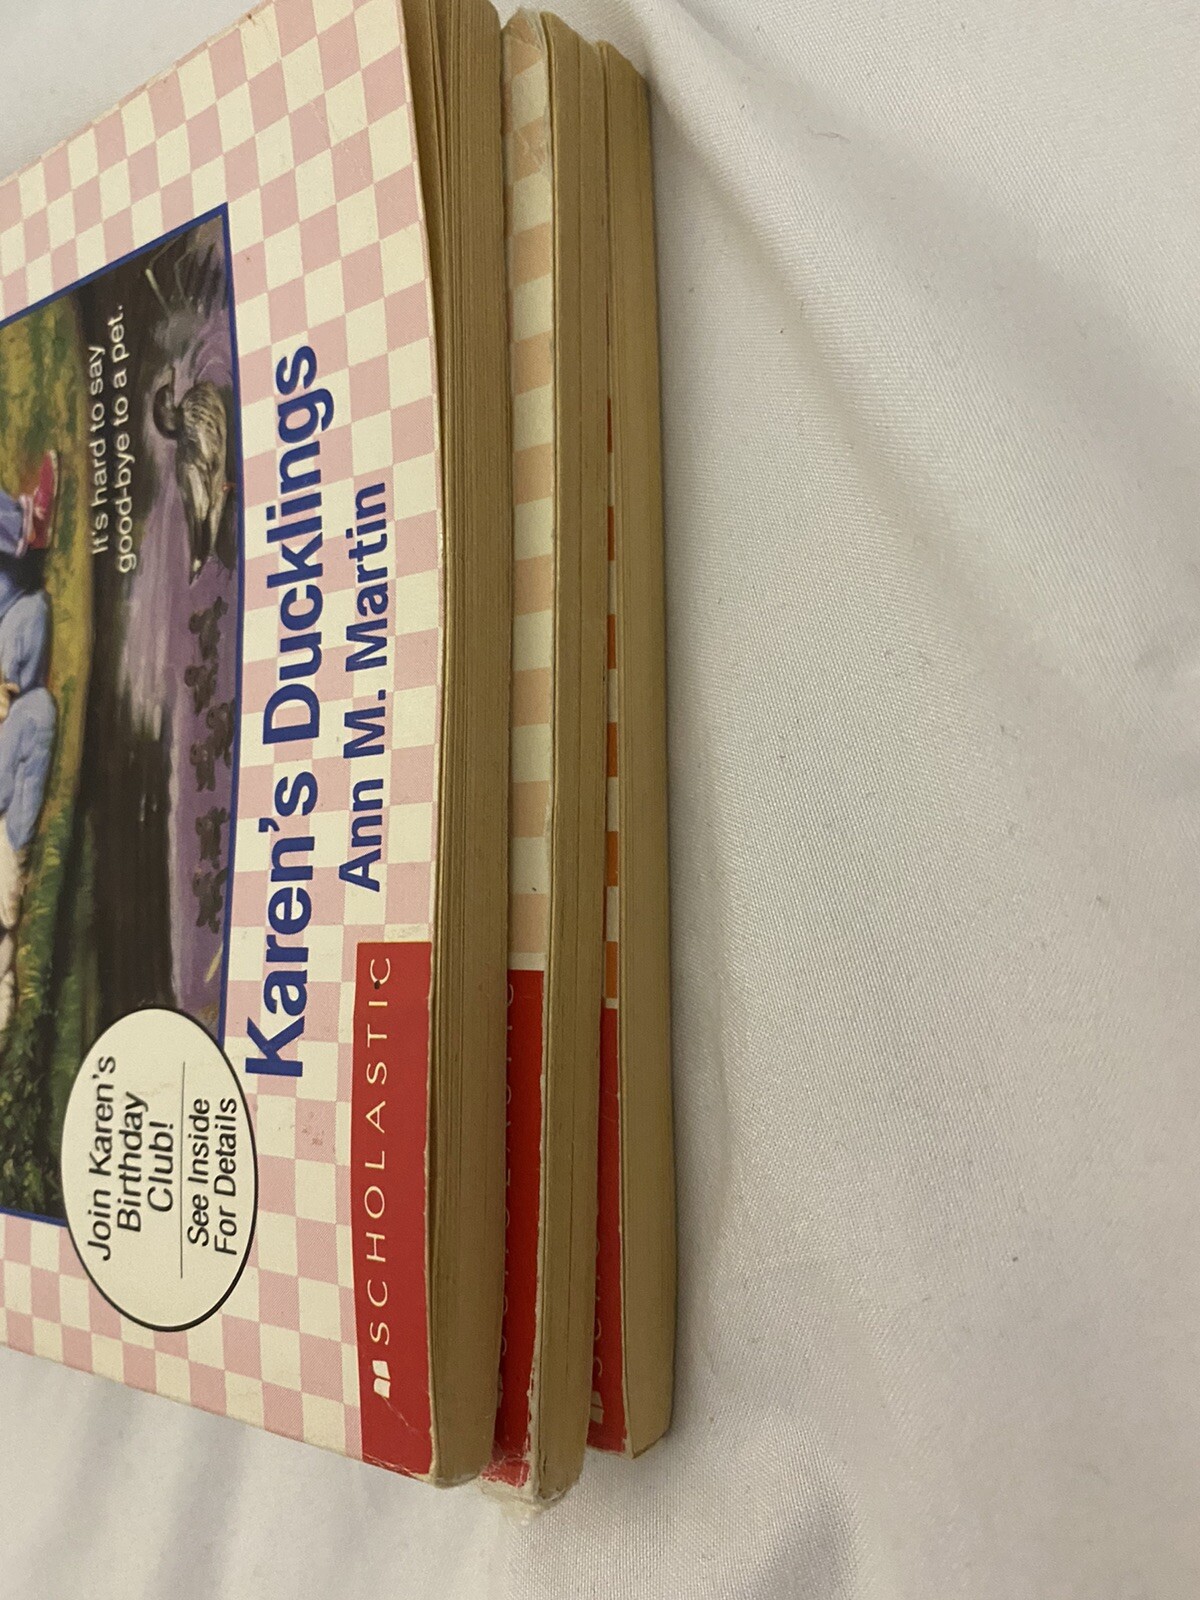 It's hard to say
good-bye to a pet.
Karen's Ducklings
Ann M. Martin
Join Karen's
Birthday
Club!
See Inside
For Details
SCHOLASTIC